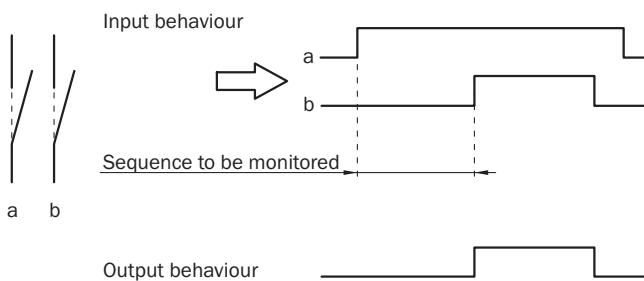 Input behaviour
a
b
Sequence to be monitored
a b
Output behaviour